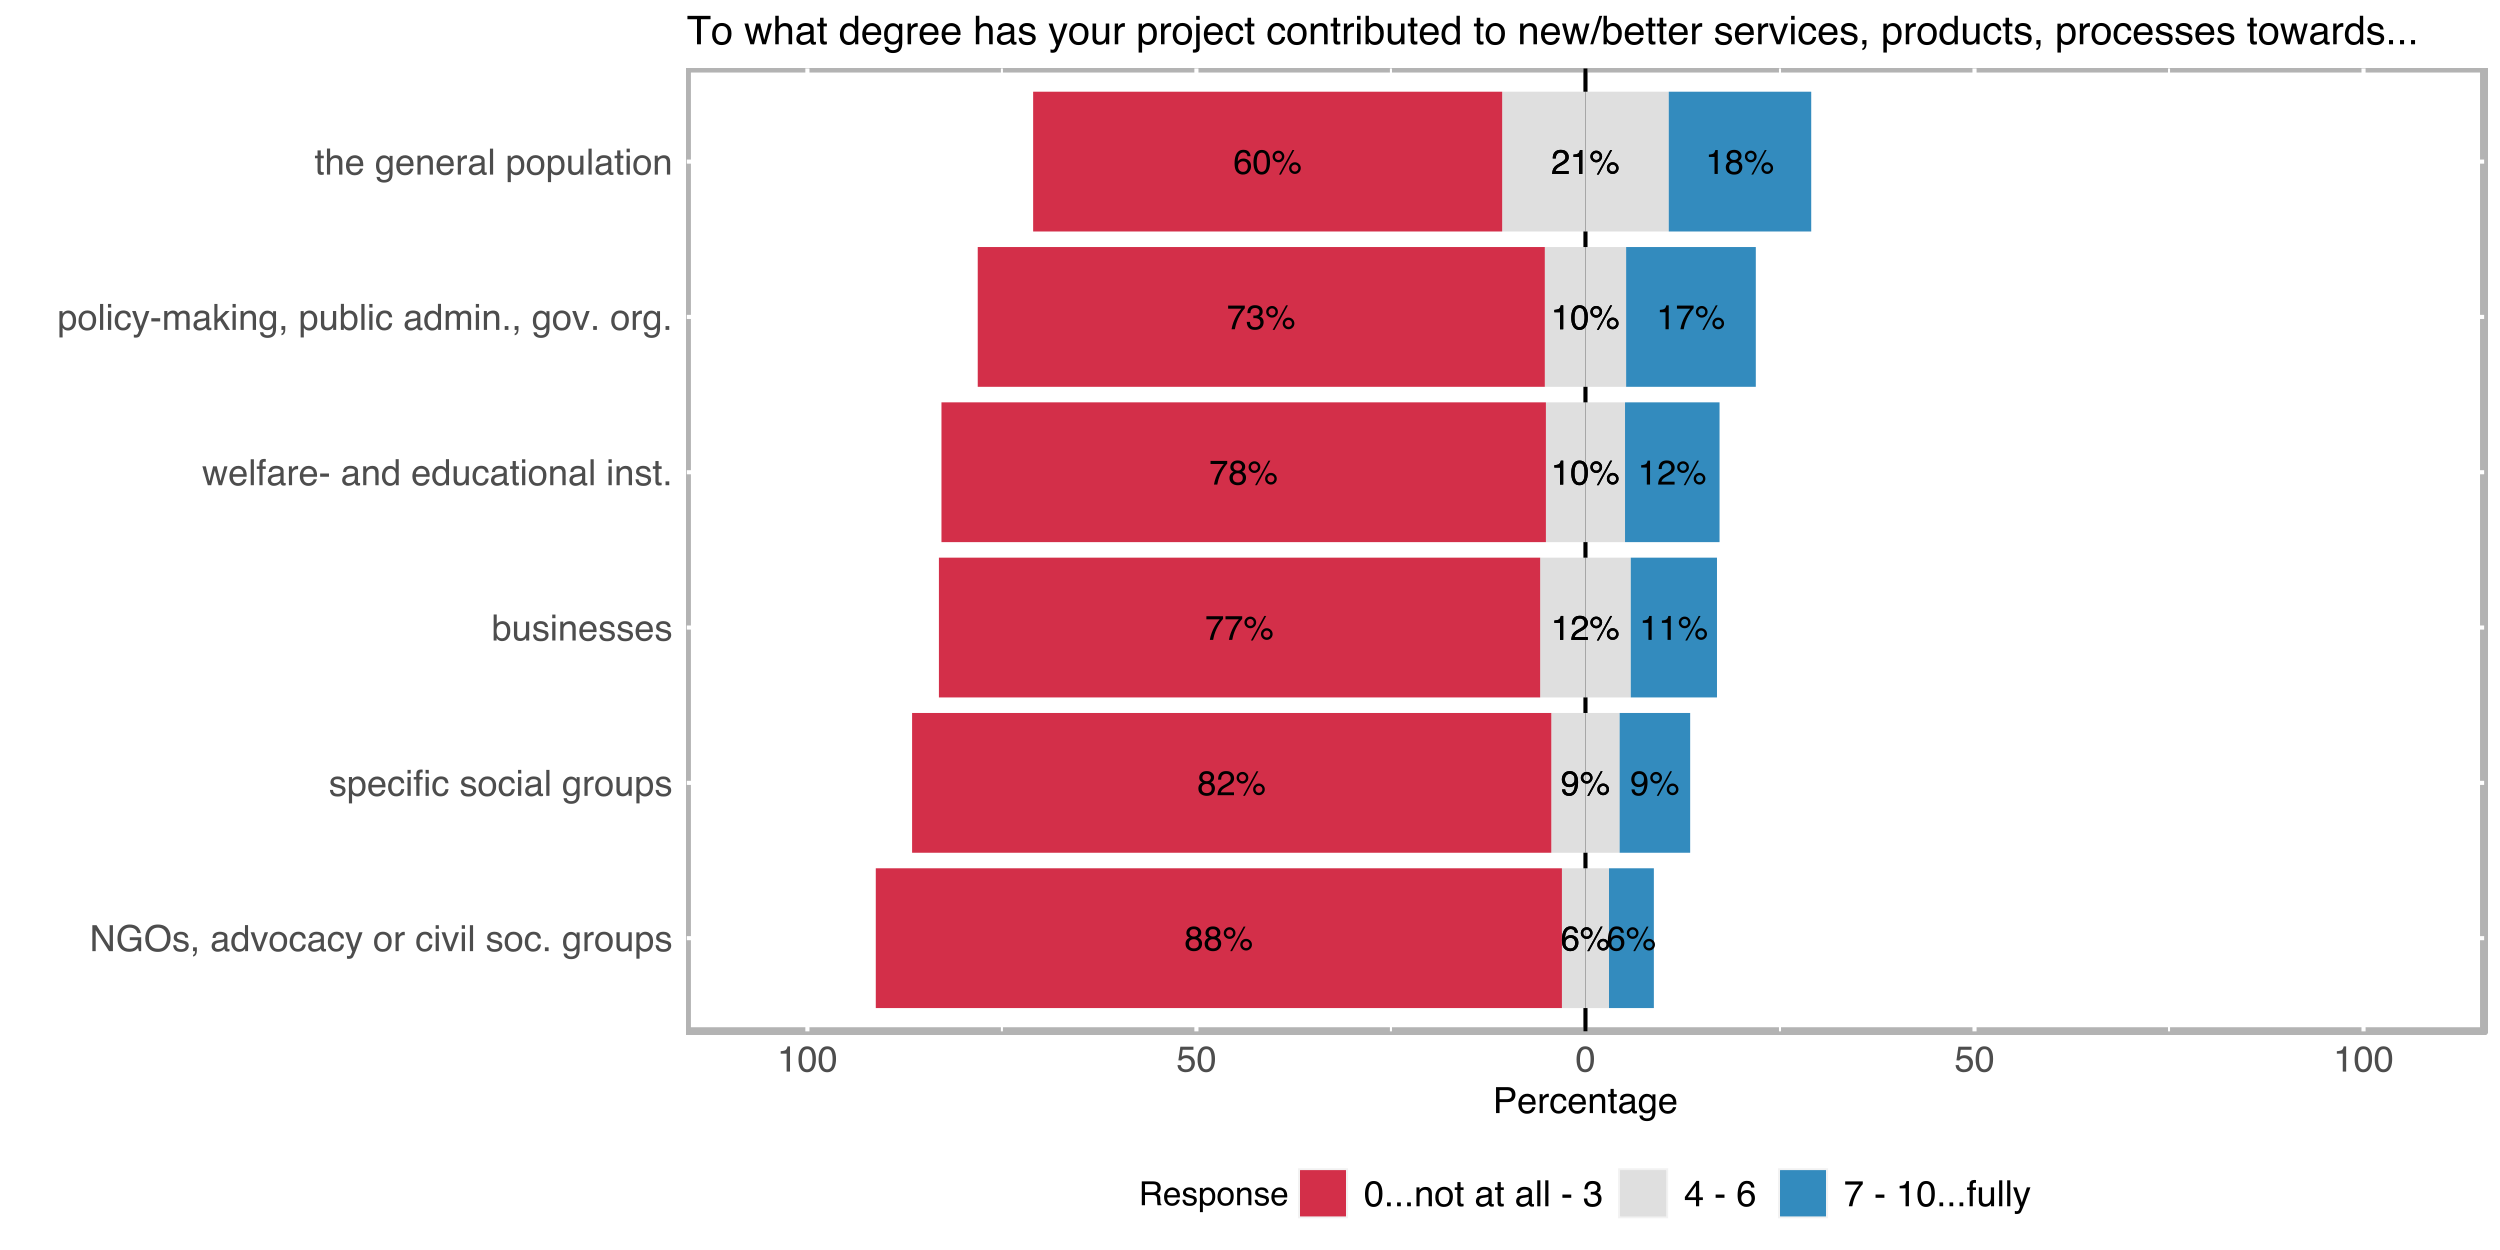 To what degree has your project contributed to new/better services, products, processes towards...
the general population 60% 21% 18%
policy-making, public admin., gov. org. 73% 10% 17%
welfare- and educational inst. 78% 10% 12%
businesses 77% 12% 11%
specific social groups 82% 9% 9%
NGOs, advocacy or civil soc. groups 88% 6% 6%
100 50 0 50 100
Percentage
Response 0...not at all - 3 4 - 6 7 - 10...fully